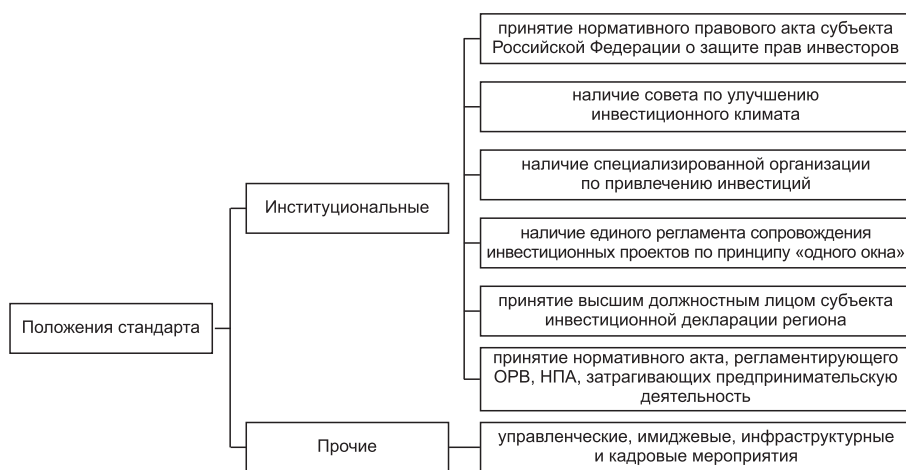 Положения стандарта
Институциональные
принятие нормативного правового акта субъекта
Российской Федерации о защите прав инвесторов
наличие совета по улучшению
инвестиционного климата
наличие специализированной организации
по привлечению инвестиций
наличие единого регламента сопровождения
инвестиционных проектов по принципу «одного окна»
принятие высшим должностным лицом субъекта
инвестиционной декларации региона
принятие нормативного акта, регламентирующего
ОРВ, НПА, затрагивающих предпринимательскую
деятельность
Прочие
управленческие, имиджевые, инфраструктурные
и кадровые мероприятия